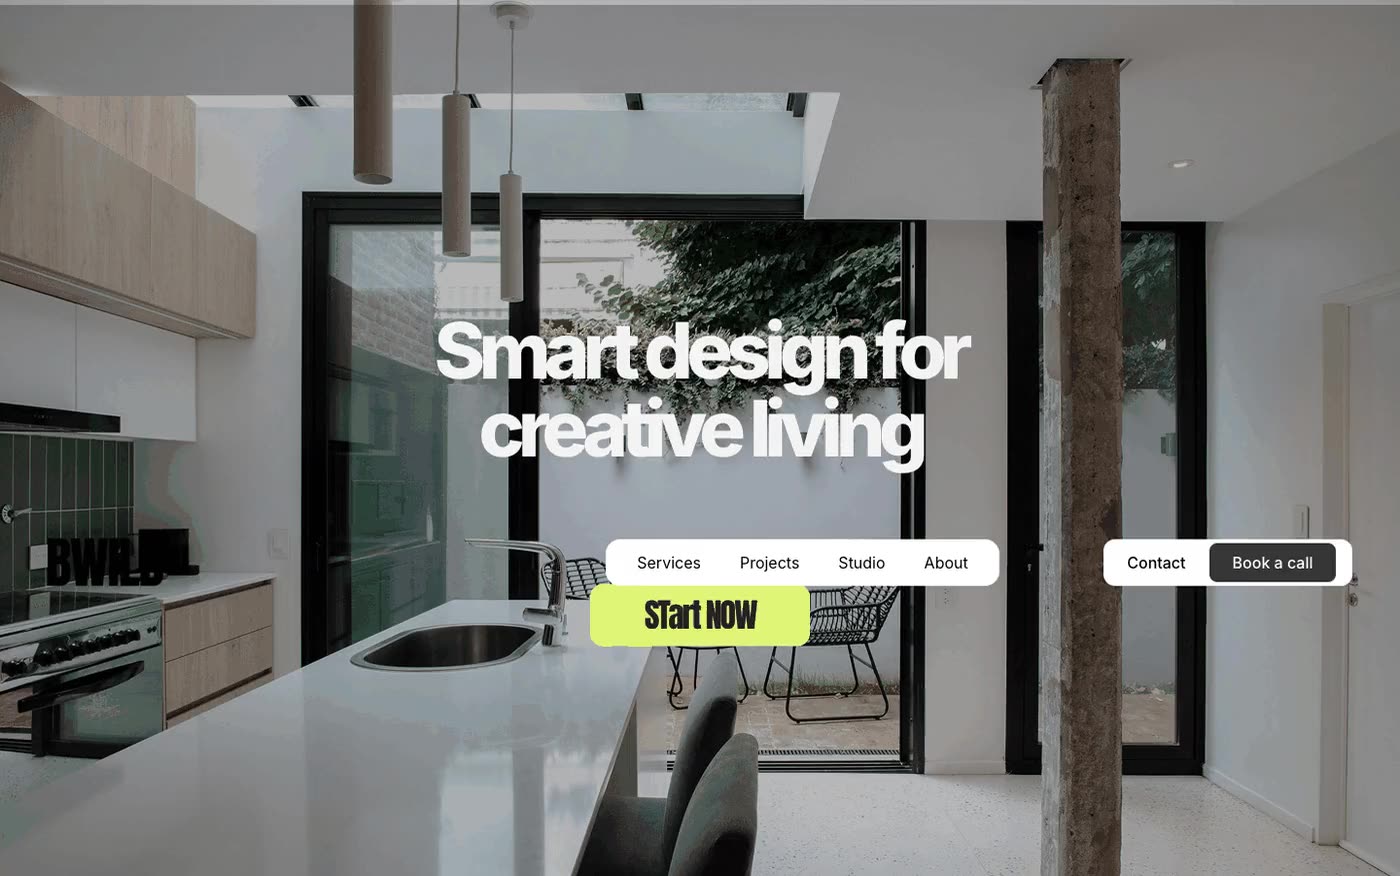 Smart design for
creative living
Services Projects Studio About
Contact Book a call
STart NOW